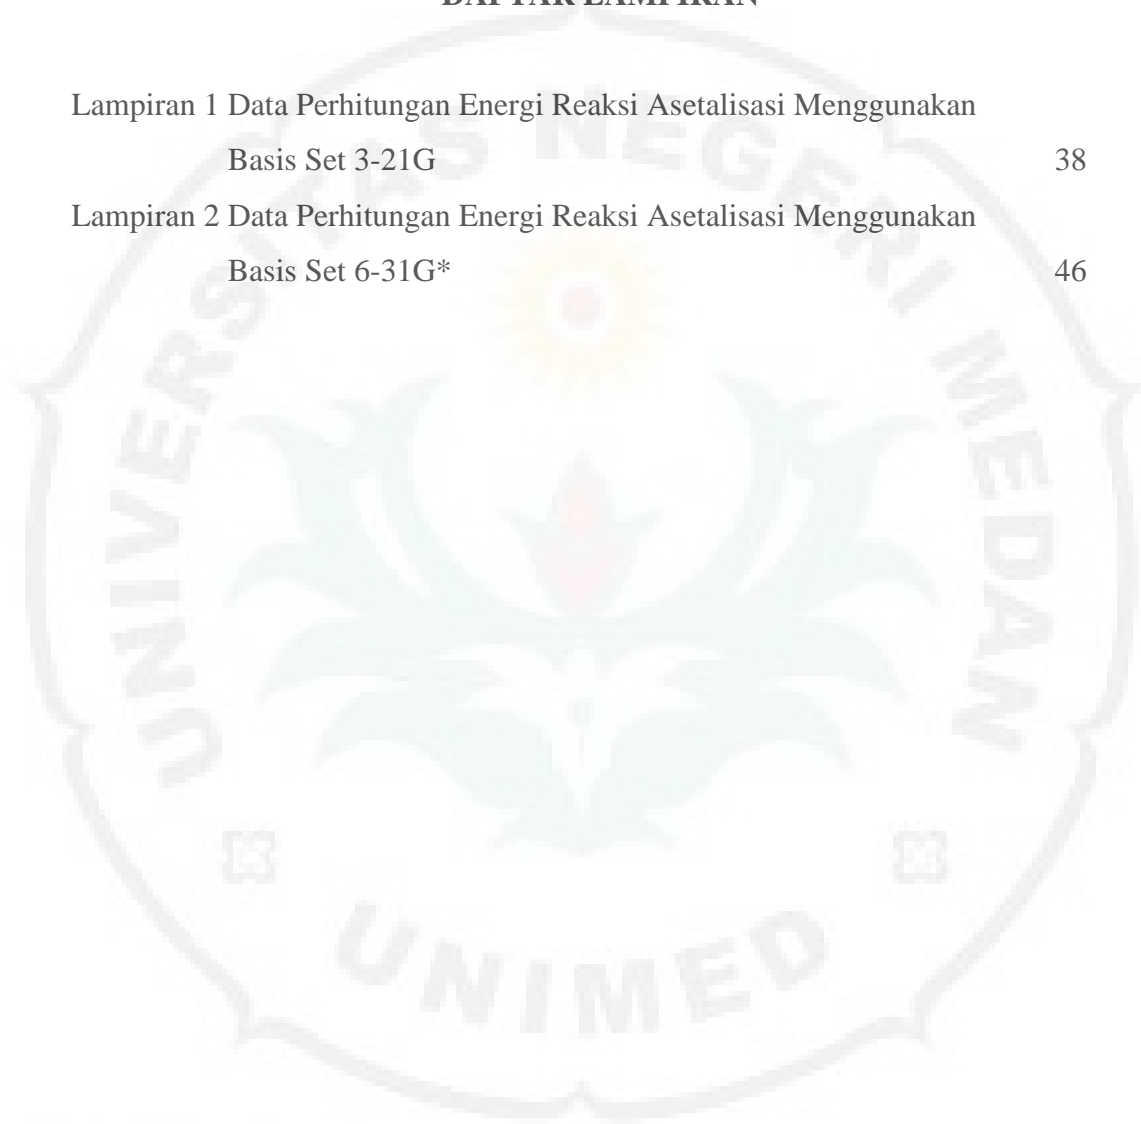 DAFTAR LAMPIRAN
Lampiran 1 Data Perhitungan Energi Reaksi Asetalisasi Menggunakan
Basis Set 3-21G 38
Lampiran 2 Data Perhitungan Energi Reaksi Asetalisasi Menggunakan
Basis Set 6-31G* 46
UNIVERSITAS NEGERI MEDAN
UNIMED